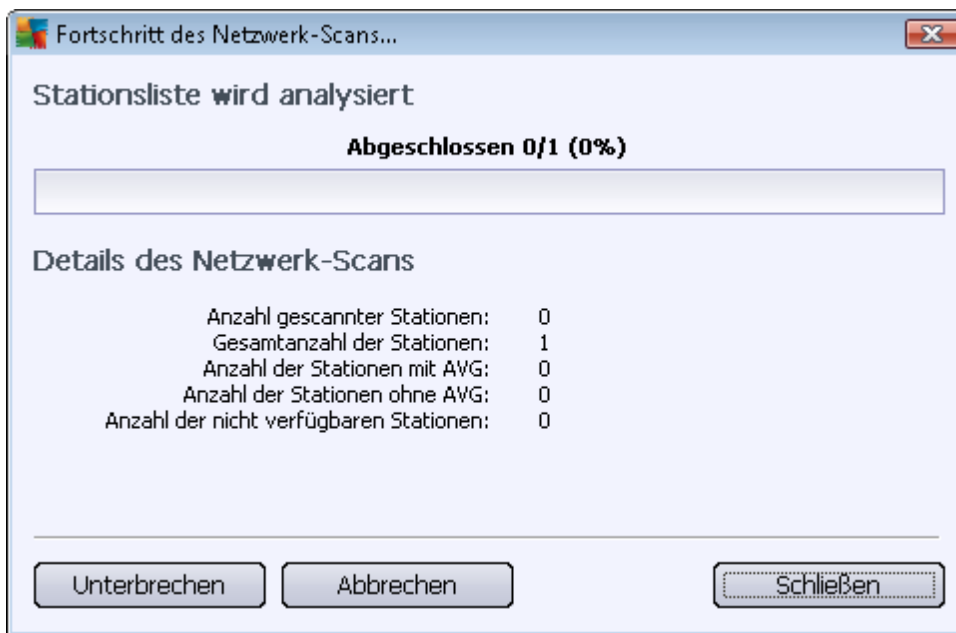 Fortschritt des Netzwerk-Scans...
Stationsliste wird analysiert
Abgeschlossen 0/1 (0%)
Details des Netzwerk-Scans
Anzahl gescannter Stationen: 0
Gesamtanzahl der Stationen: 1
Anzahl der Stationen mit AVG: 0
Anzahl der Stationen ohne AVG: 0
Anzahl der nicht verfügbaren Stationen: 0
Unterbrechen Abbrechen Schließen